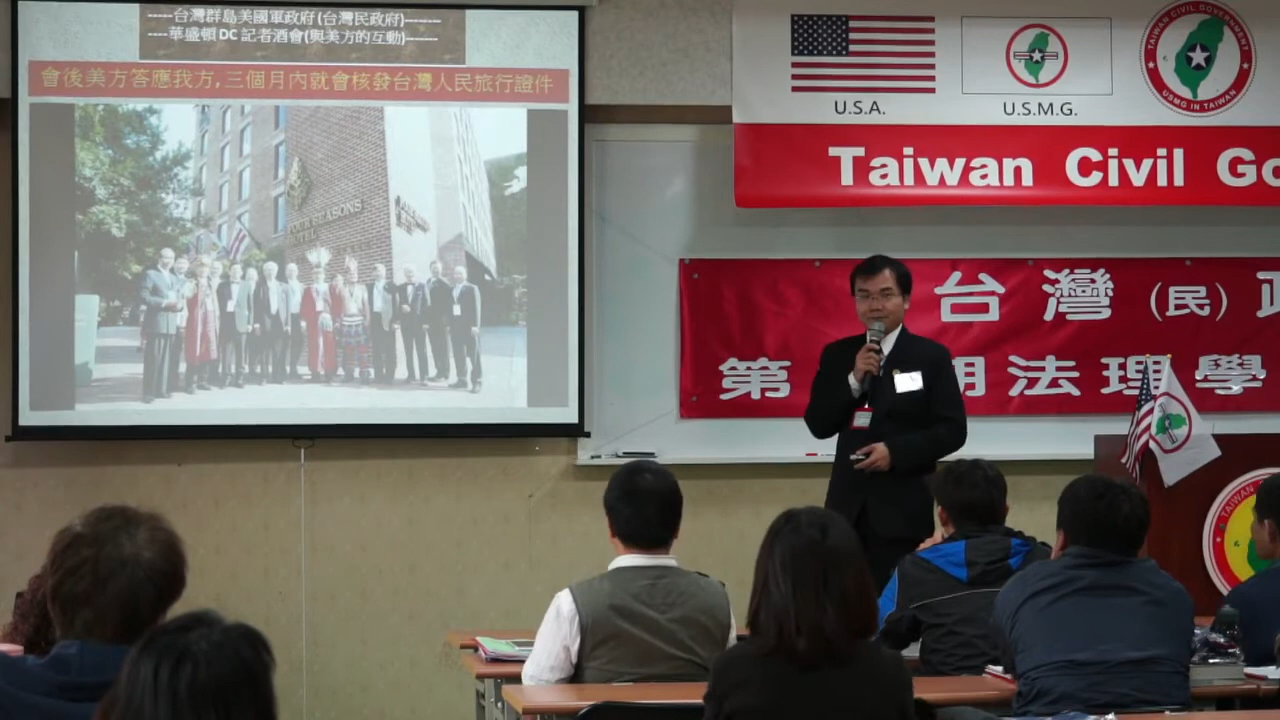 -----台灣群島美國軍政府(台灣民政府)--------
----華盛頓DC記者酒會(與美方的互動)-------
會後美方答應我方,三個月內就會核發台灣人民旅行證件
FOUR SEASONS
HOTEL
U.S.A.
U.S.M.G.
TAIWAN CIVIL GOVERNMENT
USMG IN TAIWAN
Taiwan Civil Go
台灣(民)政
第 期法理學